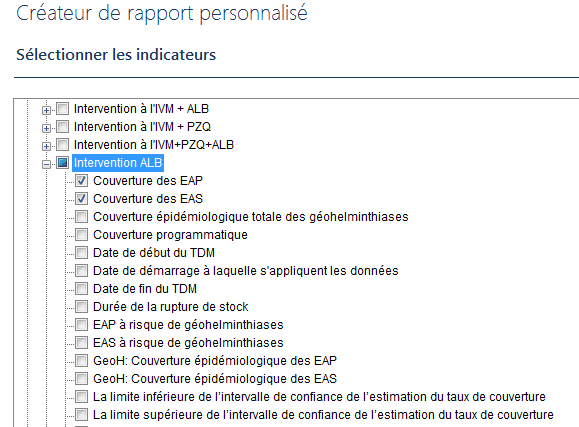 Créateur de rapport personnalisé
Sélectionner les indicateurs
Intervention à l'IVM + ALB
Intervention à l'IVM + PZQ
Intervention à l'IVM+PZQ+ALB
Intervention ALB
Couverture des EAP
Couverture des EAS
Couverture épidémiologique totale des géohelminthiases
Couverture programmatique
Date de début du TDM
Date de démarrage à laquelle s'appliquent les données
Date de fin du TDM
Durée de la rupture de stock
EAP à risque de géohelminthiases
EAS à risque de géohelminthiases
GeoH: Couverture épidémiologique des EAP
GeoH: Couverture épidémiologique des EAS
La limite inférieure de l’intervalle de confiance de l’estimation du taux de couverture
La limite supérieure de l’intervalle de confiance de l’estimation du taux de couverture